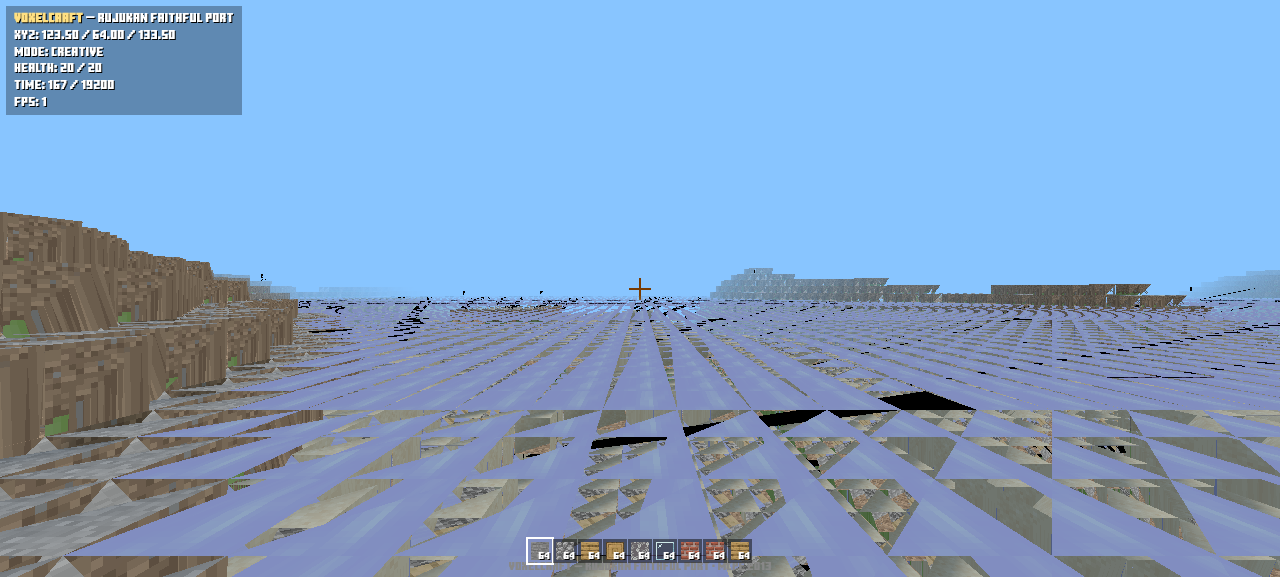 VOXELCRAFT — RUJUKAN FAITHFUL PORT
XYZ: 123.50 / 64.00 / 133.50
MODE: CREATIVE
HEALTH: 20 / 20
TIME: 167 / 19200
FPS: 1
64 64 64 64 64 64 64 64 64